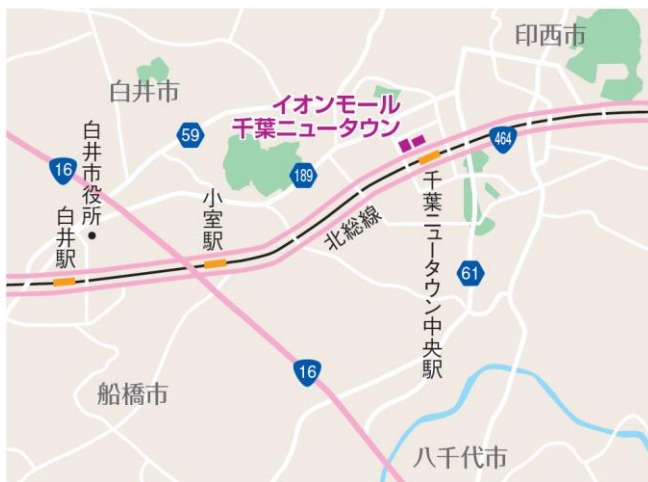 印西市
白井市
イオンモール
千葉ニュータウン
59
464
16
白井市役所
189
小室駅
白井駅
北総線
千葉ニュータウン中央駅
61
16
船橋市
八千代市